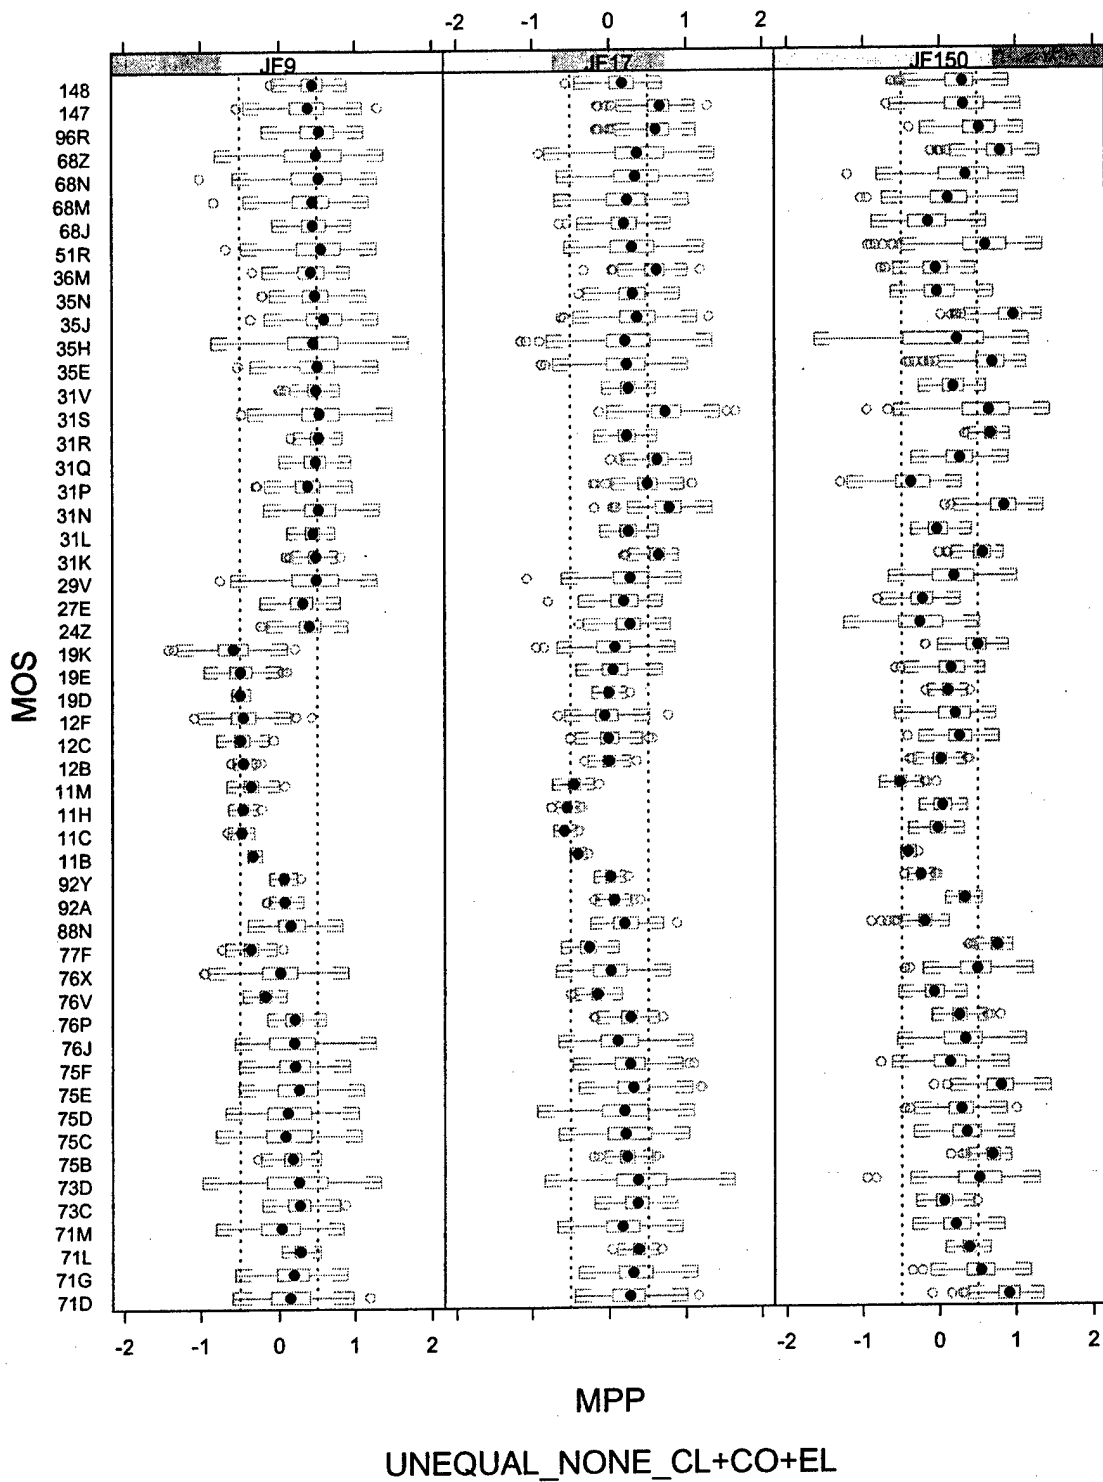 -2 -1 0 1 2
JF9 JF17 JF150
148
147
96R
68Z
68N
68M
68J
51R
36M
35N
35J
35H
35E
31V
31S
31R
31Q
31P
31N
31L
31K
29V
27E
24Z
19K
19E
19D
12F
12C
12B
11M
11H
11C
11B
92Y
92A
88N
77F
76X
76V
76P
76J
75F
75E
75D
75C
75B
73D
73C
71M
71L
71G
71D
MOS
-2 -1 0 1 2 -2 -1 0 1 2
MPP
UNEQUAL_NONE_CL+CO+EL